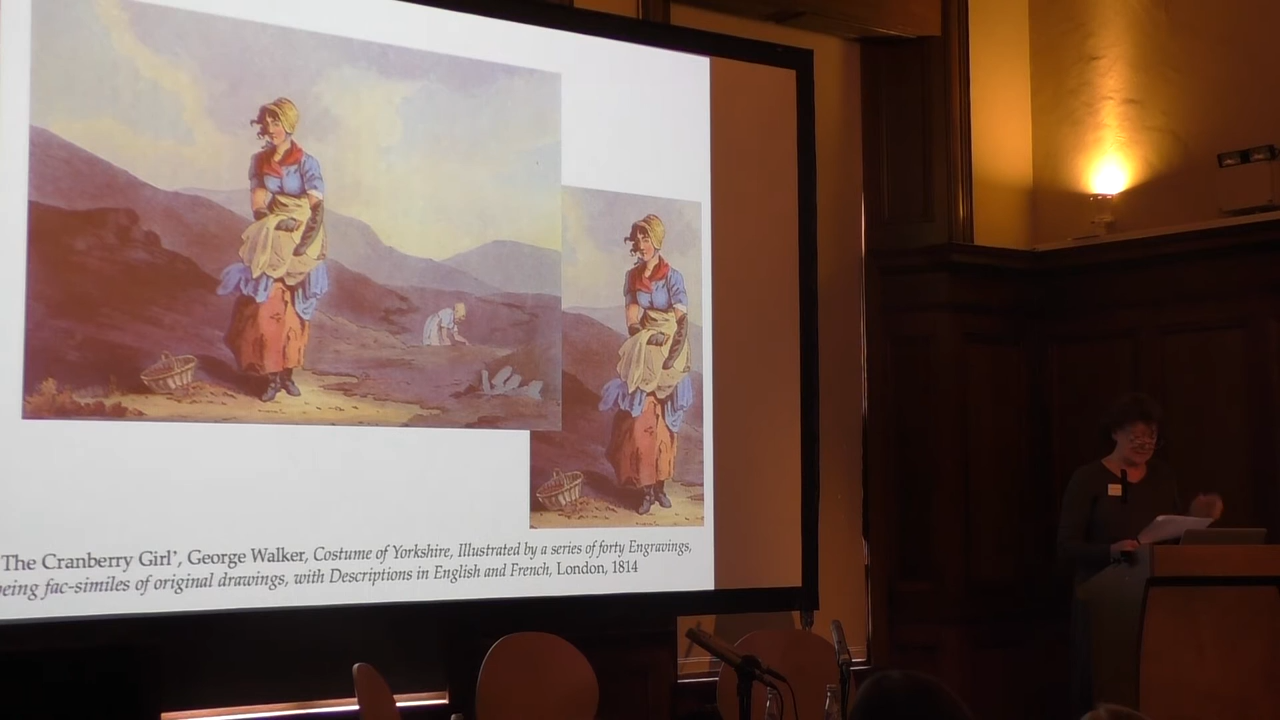 The Cranberry Girl', George Walker, Costume of Yorkshire, Illustrated by a series of forty Engravings,
being fac-similes of original drawings, with Descriptions in English and French, London, 1814